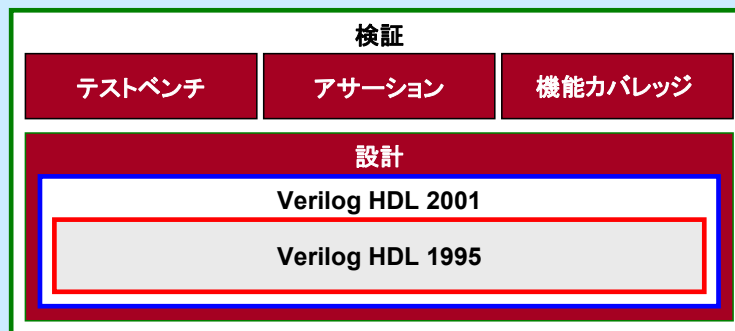 検証
テストベンチ
アサーション
機能カバレッジ
設計
Verilog HDL 2001
Verilog HDL 1995